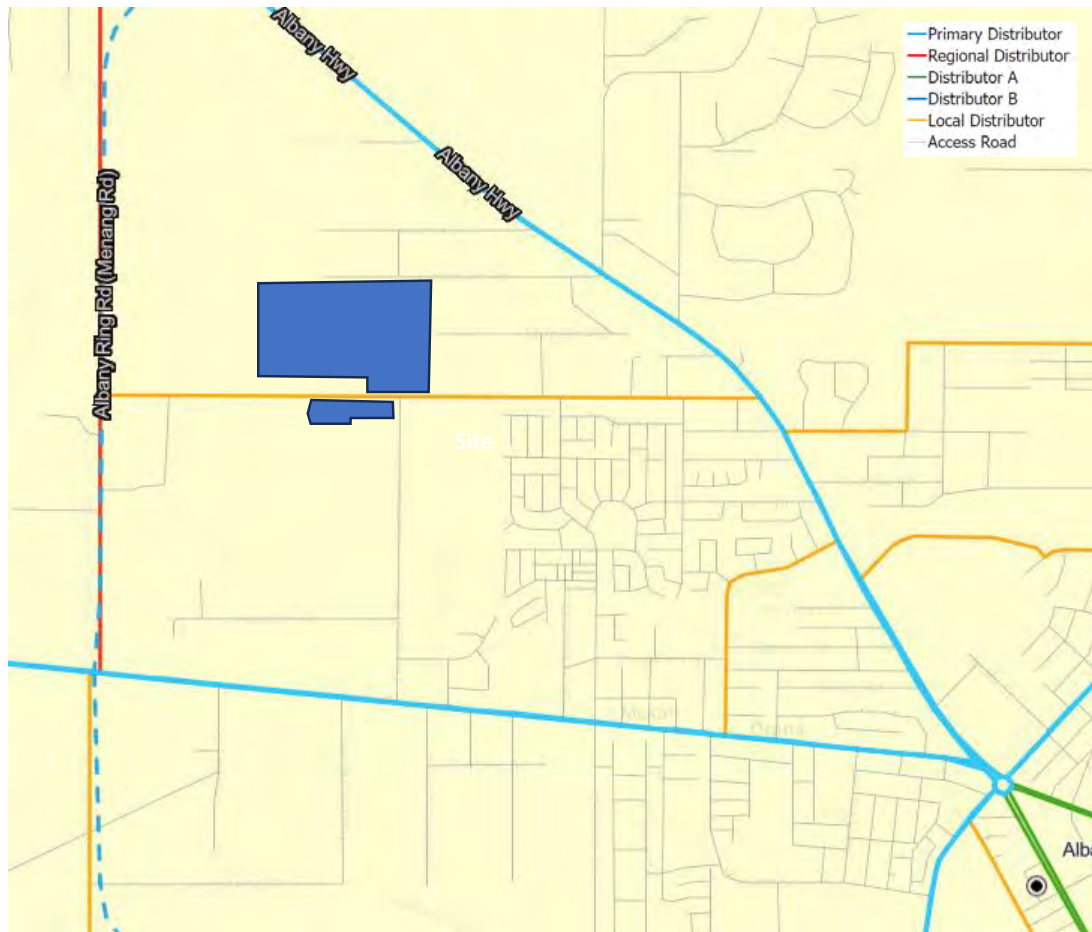 Albany Hwy
Primary Distributor
Regional Distributor
Distributor A
Distributor B
Local Distributor
Access Road
Albany Hwy
Albany Ring Rd (Menang Rd)
Site
Orana
Alba